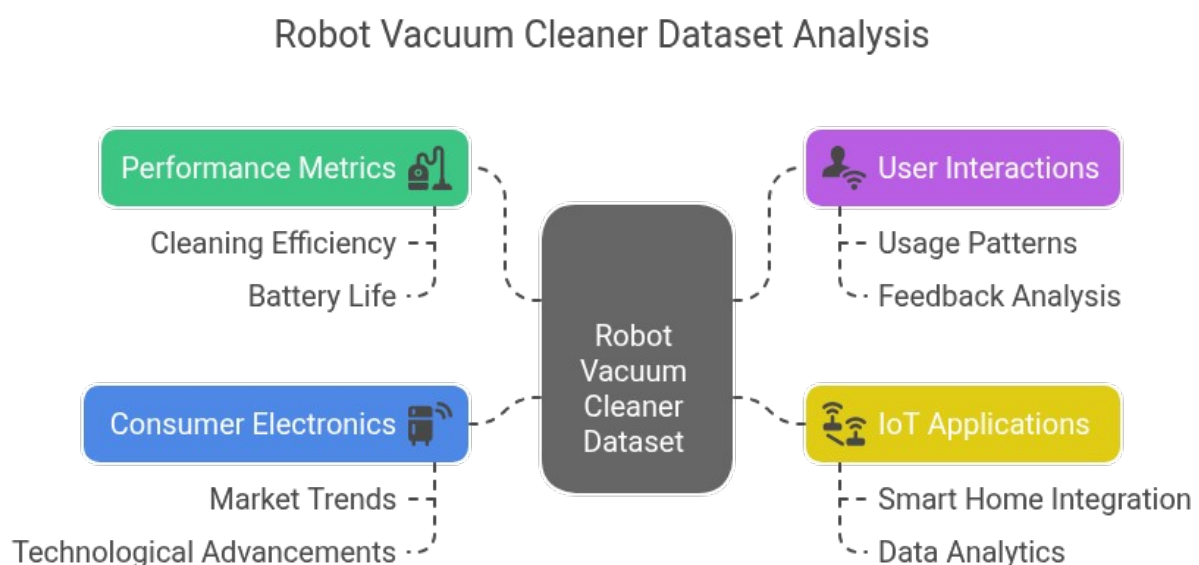 Robot Vacuum Cleaner Dataset Analysis
Performance Metrics
Cleaning Efficiency
Battery Life
Consumer Electronics
Market Trends
Technological Advancements
Robot
Vacuum
Cleaner
Dataset
User Interactions
Usage Patterns
Feedback Analysis
IoT Applications
Smart Home Integration
Data Analytics